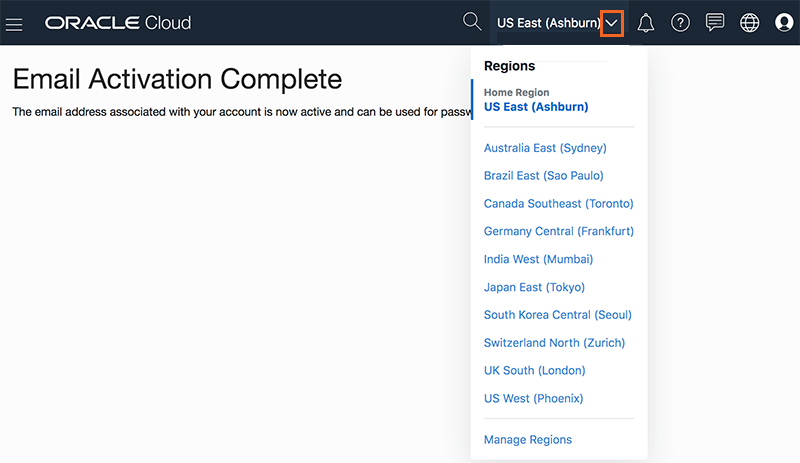 ORACLE Cloud
US East (Ashburn)
Email Activation Complete
The email address associated with your account is now active and can be used for
Regions
Home Region
US East (Ashburn)
Australia East (Sydney)
Brazil East (Sao Paulo)
Canada Southeast (Toronto)
Germany Central (Frankfurt)
India West (Mumbai)
Japan East (Tokyo)
South Korea Central (Seoul)
Switzerland North (Zurich)
UK South (London)
US West (Phoenix)
Manage Regions